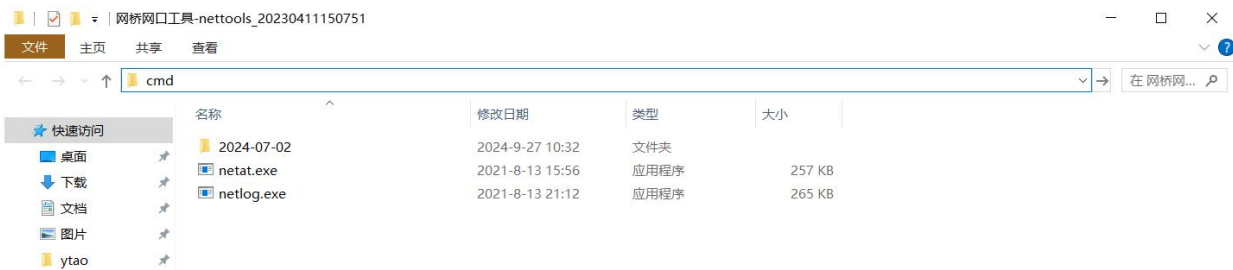 网桥网口工具-nettools_20230411150751
文件 主页 共享 查看
cmd 在 网桥网...
名称 修改日期 类型 大小
快速访问
桌面
下载
文档
图片
ytao
2024-07-02 2024-9-27 10:32 文件夹
netat.exe 2021-8-13 15:56 应用程序 257 KB
netlog.exe 2021-8-13 21:12 应用程序 265 KB